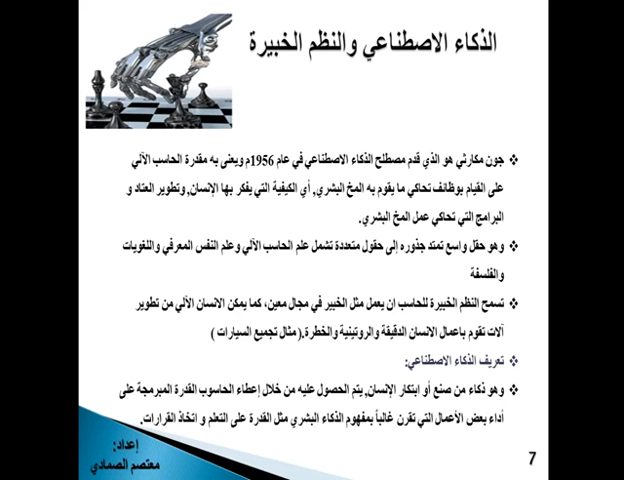 الذكاء الاصطناعي والنظم الخبيرة
❖ جون مكارثي هو الذي قدم مصطلح الذكاء الاصطناعي في عام 1956م ويعنى به مقدرة الحاسب الآلي
على القيام بوظائف تحاكي ما يقوم به المخ البشري, أي الكيفية التي يفكر بها الإنسان, وتطوير العتاد و
البرامج التي تحاكي عمل المخ البشري.
❖ وهو حقل واسع تمتد جذوره إلى حقول متعددة تشمل علم الحاسب الآلي وعلم النفس المعرفي واللغويات
والفلسفة
❖ تسمح النظم الخبيرة للحاسب ان يعمل مثل الخبير في مجال معين, كما يمكن الانسان الآلي من تطوير
آلات تقوم باعمال الانسان الدقيقة والروتينية والخطرة.( مثال تجميع السيارات )
❖ تعريف الذكاء الاصطناعي:
❖ وهو ذكاء من صنع أو ابتكار الإنسان, يتم الحصول عليه من خلال إعطاء الحاسوب القدرة المبرمجة على
أداء بعض الأعمال التي تقرن غالباً بمفهوم الذكاء البشري مثل القدرة على التعلم و اتخاذ القرارات.
إعداد:
معتصم الصمادي
7